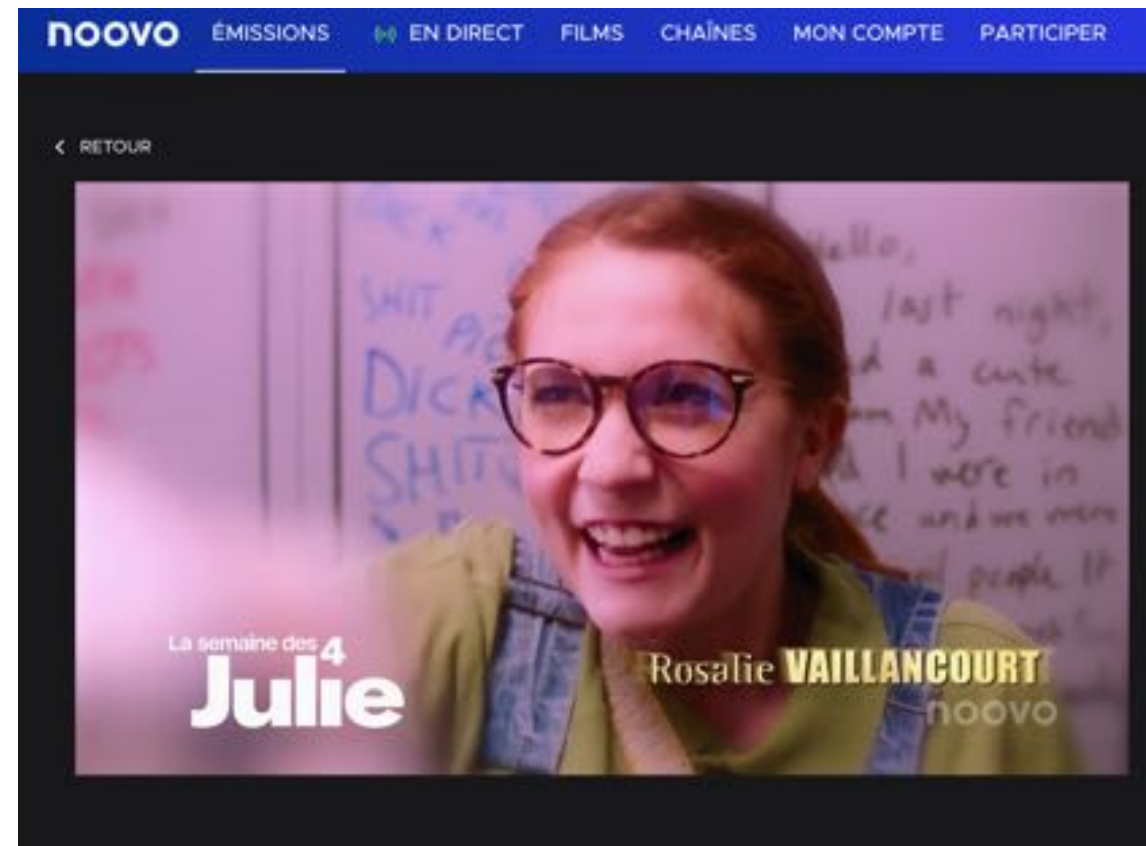 noovo ÉMISSIONS EN DIRECT FILMS CHAÎNES MON COMPTE PARTICIPER
< RETOUR
SHIT
DICK
SHIT
Hello,
last night,
a cute
My friend
I were in
and we were
people It
La semaine des 4
Julie
Rosalie VAILLANCOURT
noovo